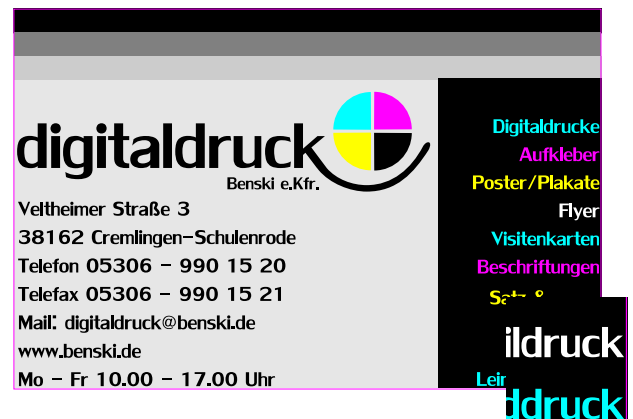 digitaldruck
Benski e.Kfr.
Veltheimer Straße 3
38162 Cremlingen-Schulenrode
Telefon 05306 - 990 15 20
Telefax 05306 - 990 15 21
Mail: digitaldruck@benski.de
www.benski.de
Mo - Fr 10.00 - 17.00 Uhr
Digitaldrucke
Aufkleber
Poster/Plakate
Flyer
Visitenkarten
Beschriftungen
Satz &
ildruck